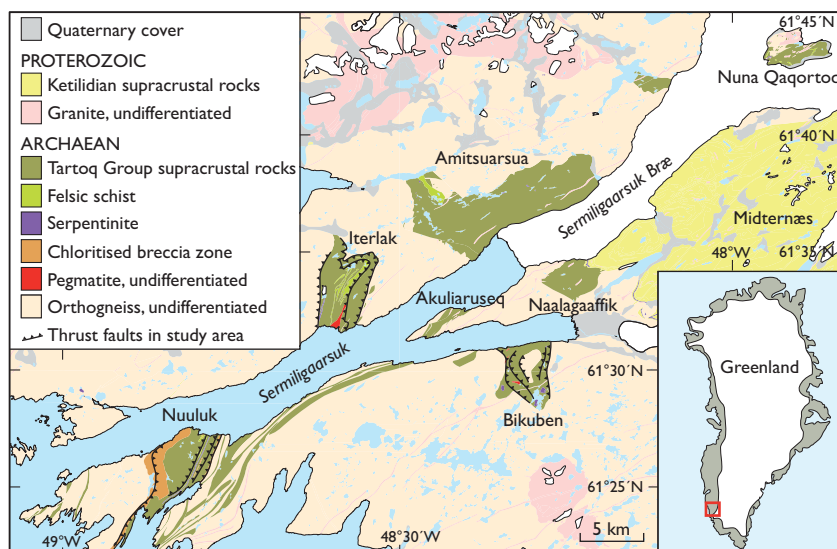 Quaternary cover
PROTEROZOIC
Ketilidian supracrustal rocks
Granite, undifferentiated
ARCHAEAN
Tartoq Group supracrustal rocks
Felsic schist
Serpentinite
Chloritised breccia zone
Pegmatite, undifferentiated
Orthogneiss, undifferentiated
Thrust faults in study area
61˚45´N
Nuna Qaqortoq
61˚40´N
Amitsuarsua
Sermiligaarsuk Bræ
Midternæs
Iterlak
48˚W
61˚35´N
Akuliaruseq
Naalagaaffik
Greenland
Sermiligaarsuk
61˚30´N
Nuuluk
Bikuben
61˚25´N
49˚W
48˚30´W
5 km